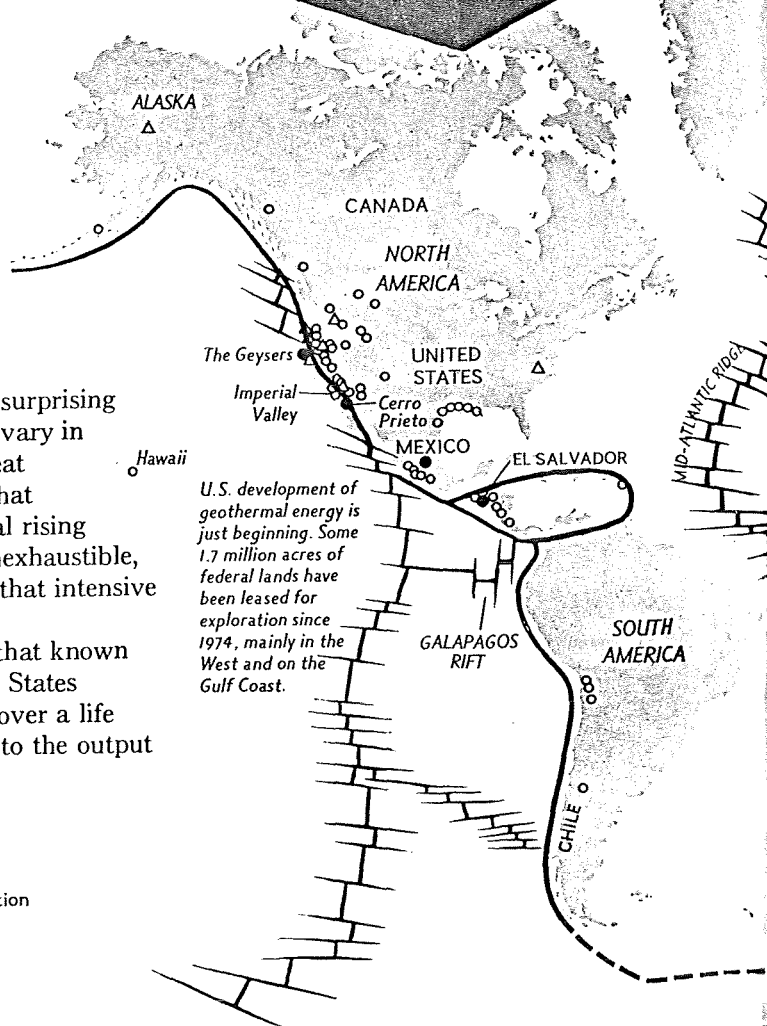 ALASKA
CANADA
NORTH
AMERICA
The Geysers
UNITED
STATES
Imperial
Valley
Cerro
Prieto
MEXICO
EL SALVADOR
MID-ATLANTIC RIDGE
Hawaii
surprising
vary in
eat
hat
al rising
nexhaustible,
that intensive
that known
States
over a life
to the output
U.S. development of
geothermal energy is
just beginning. Some
1.7 million acres of
federal lands have
been leased for
exploration since
1974, mainly in the
West and on the
Gulf Coast.
GALAPAGOS
RIFT
SOUTH
AMERICA
CHILE
tion